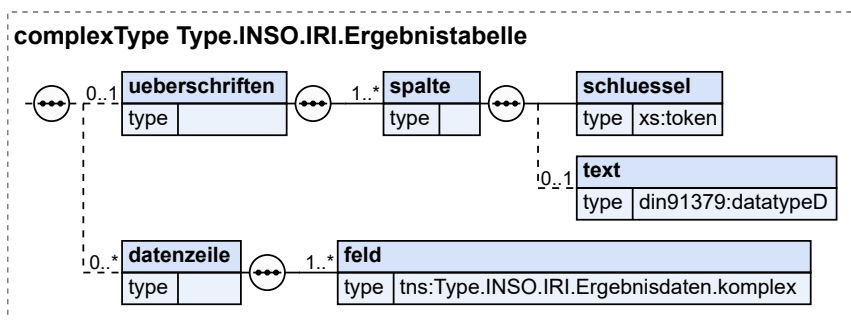 complexType Type.INSO.IRI.Ergebnistabelle
0..1 ueberschriften 1..* spalte schluessel
type type type xs:token
0..1 text
type din91379:datatypeD
0..* datenzeile 1..* feld
type type tns:Type.INSO.IRI.Ergebnisdaten.komplex